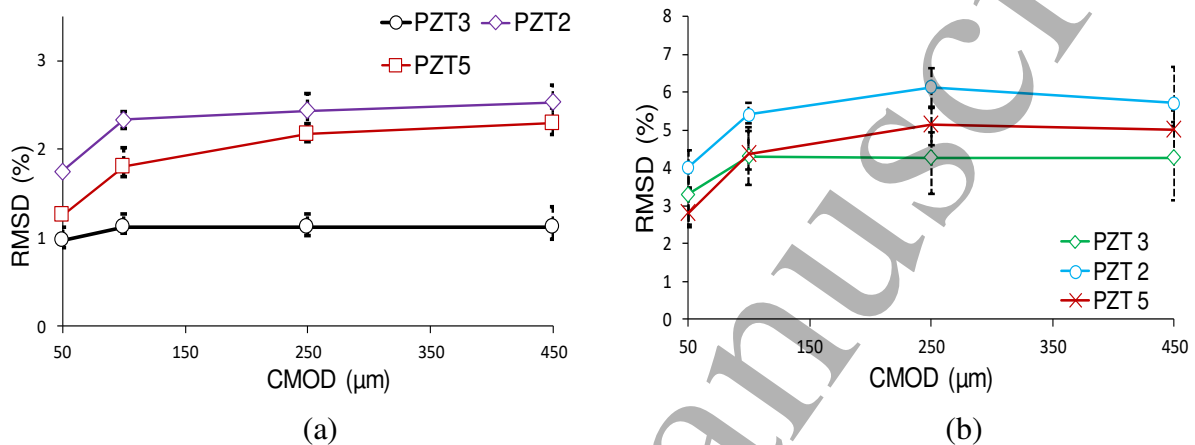 PZT3 PZT2
PZT5
3
2
1
0
50 150 250 350 450
RMSD (%)
CMOD (µm)
(a)
8
7
6
5
4
3
2
1
0
50 150 250 350 450
RMSD (%)
CMOD (µm)
PZT 3
PZT 2
PZT 5
(b)
anusci